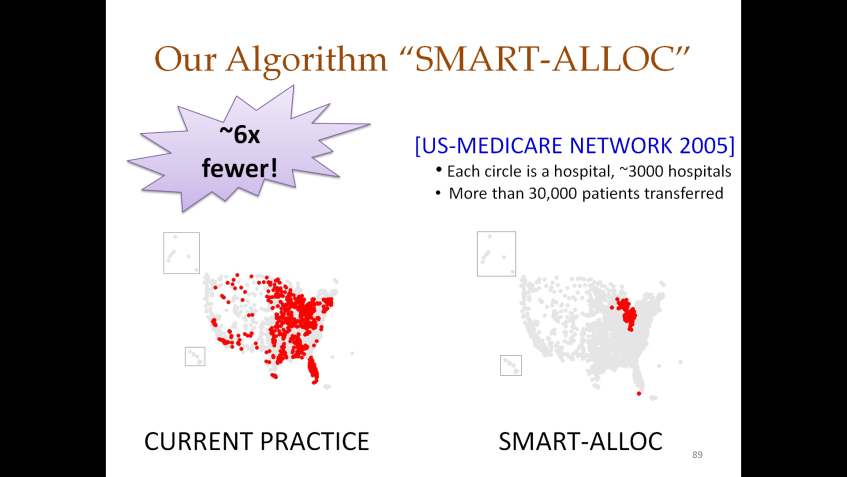 Our Algorithm “SMART-ALLOC”
~6x
fewer!
[US-MEDICARE NETWORK 2005]
• Each circle is a hospital, ~3000 hospitals
• More than 30,000 patients transferred
CURRENT PRACTICE
SMART-ALLOC
89